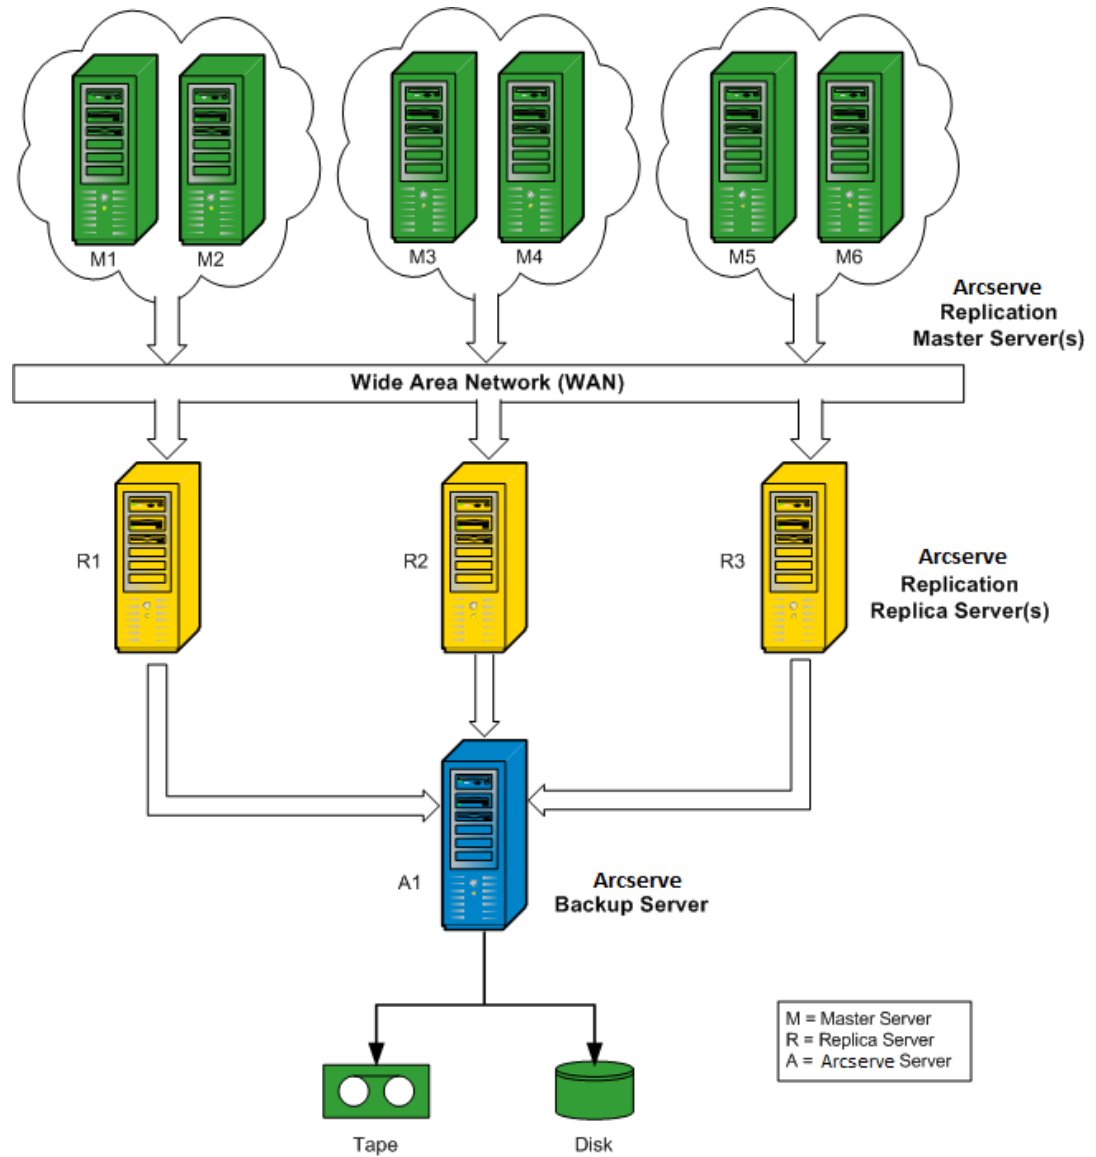 M1
M2
M3
M4
M5
M6
Arcserve
Replication
Master Server(s)
Wide Area Network (WAN)
R1
R2
R3
Arcserve
Replication
Replica Server(s)
A1
Arcserve
Backup Server
M = Master Server
R = Replica Server
A = Arcserve Server
Tape
Disk